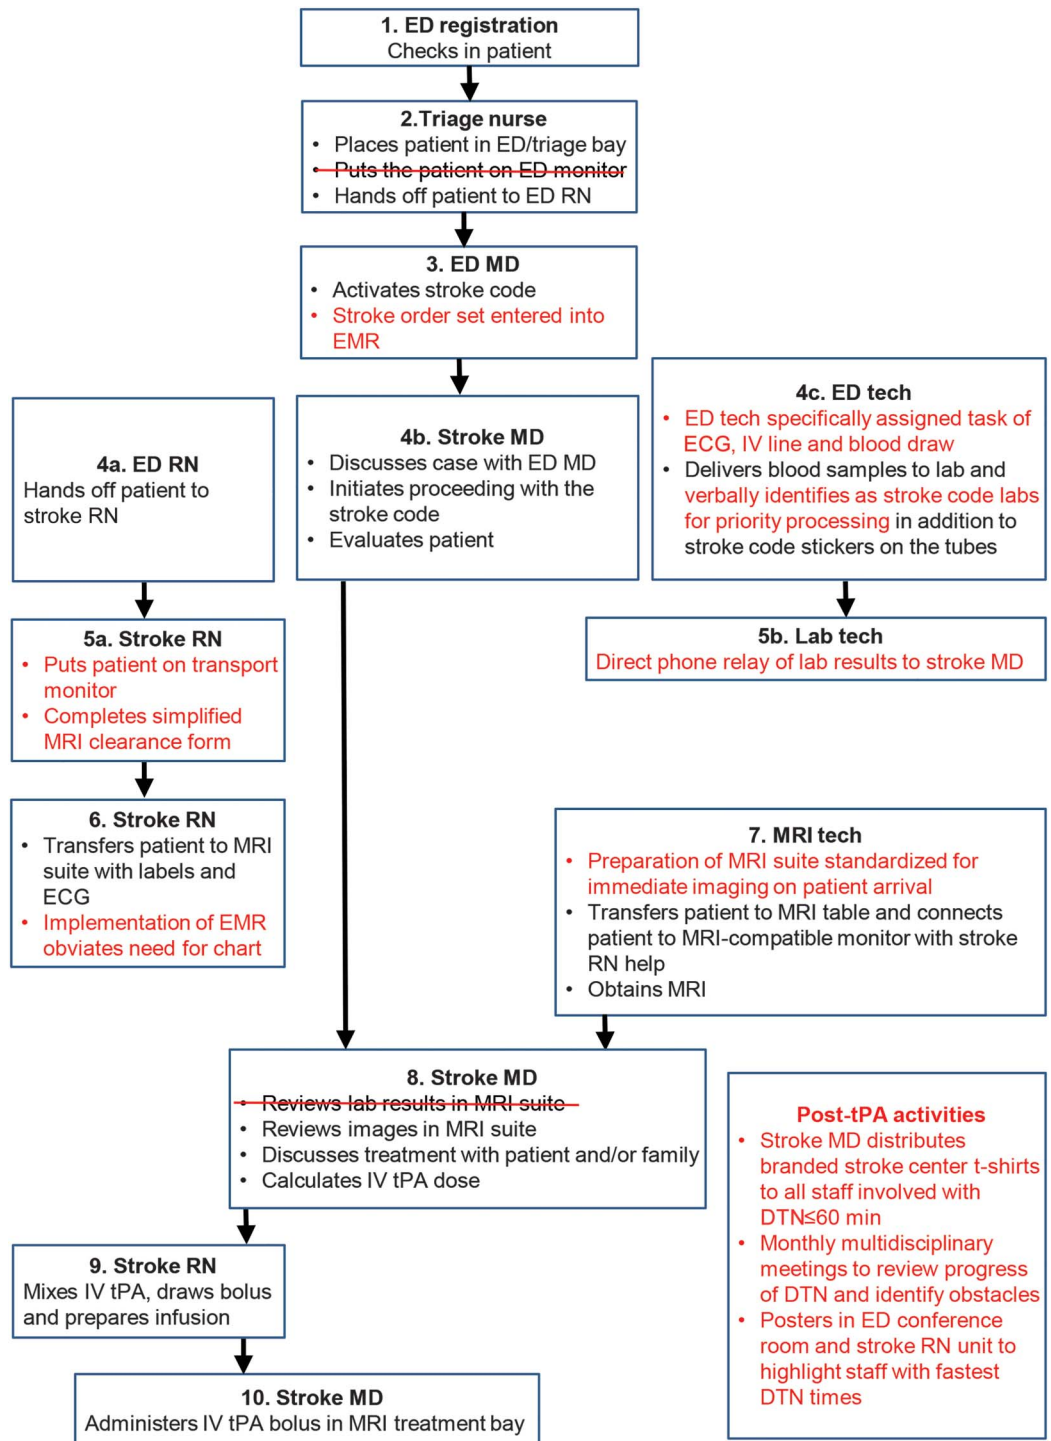 1. ED registration
Checks in patient
2.Triage nurse
• Places patient in ED/triage bay
• Puts the patient on ED monitor
• Hands off patient to ED RN
3. ED MD
• Activates stroke code
• Stroke order set entered into
EMR
4a. ED RN
Hands off patient to
stroke RN
4b. Stroke MD
• Discusses case with ED MD
• Initiates proceeding with the
stroke code
• Evaluates patient
4c. ED tech
• ED tech specifically assigned task of
ECG, IV line and blood draw
• Delivers blood samples to lab and
verbally identifies as stroke code labs
for priority processing in addition to
stroke code stickers on the tubes
5a. Stroke RN
• Puts patient on transport
monitor
• Completes simplified
MRI clearance form
5b. Lab tech
Direct phone relay of lab results to stroke MD
6. Stroke RN
• Transfers patient to MRI
suite with labels and
ECG
• Implementation of EMR
obviates need for chart
7. MRI tech
• Preparation of MRI suite standardized for
immediate imaging on patient arrival
• Transfers patient to MRI table and connects
patient to MRI-compatible monitor with stroke
RN help
• Obtains MRI
8. Stroke MD
• Reviews lab results in MRI suite
• Reviews images in MRI suite
• Discusses treatment with patient and/or family
• Calculates IV tPA dose
9. Stroke RN
Mixes IV tPA, draws bolus
and prepares infusion
10. Stroke MD
Administers IV tPA bolus in MRI treatment bay
Post-tPA activities
• Stroke MD distributes
branded stroke center t-shirts
to all staff involved with
DTN≤60 min
• Monthly multidisciplinary
meetings to review progress
of DTN and identify obstacles
• Posters in ED conference
room and stroke RN unit to
highlight staff with fastest
DTN times